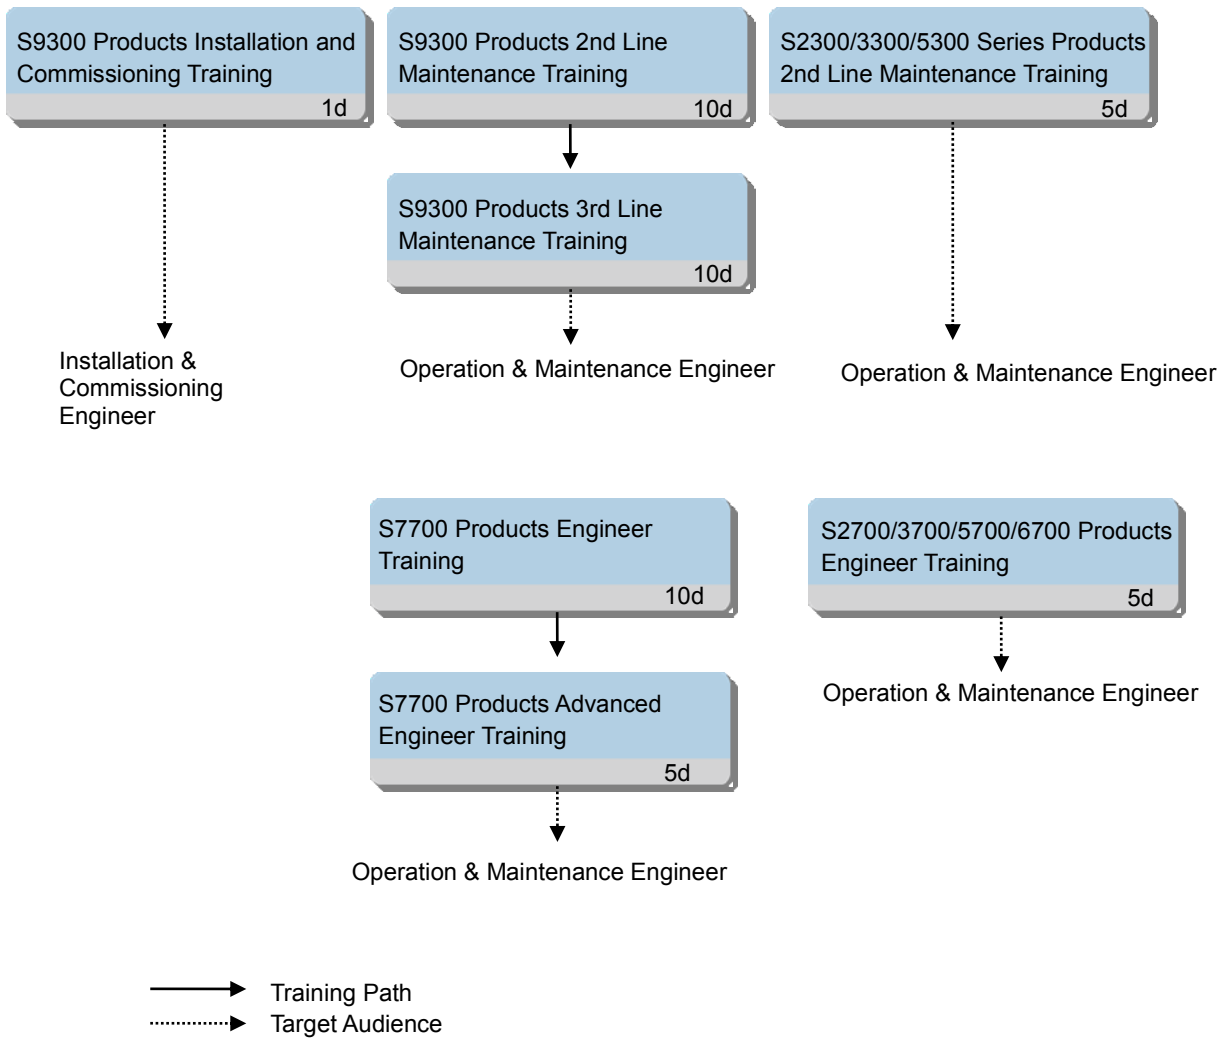 S9300 Products Installation and
Commissioning Training
1d
S9300 Products 2nd Line
Maintenance Training
10d
S2300/3300/5300 Series Products
2nd Line Maintenance Training
5d
S9300 Products 3rd Line
Maintenance Training
10d
Installation &
Commissioning
Engineer
Operation & Maintenance Engineer
Operation & Maintenance Engineer
S7700 Products Engineer
Training
10d
S2700/3700/5700/6700 Products
Engineer Training
5d
S7700 Products Advanced
Engineer Training
5d
Operation & Maintenance Engineer
Operation & Maintenance Engineer
Training Path
Target Audience